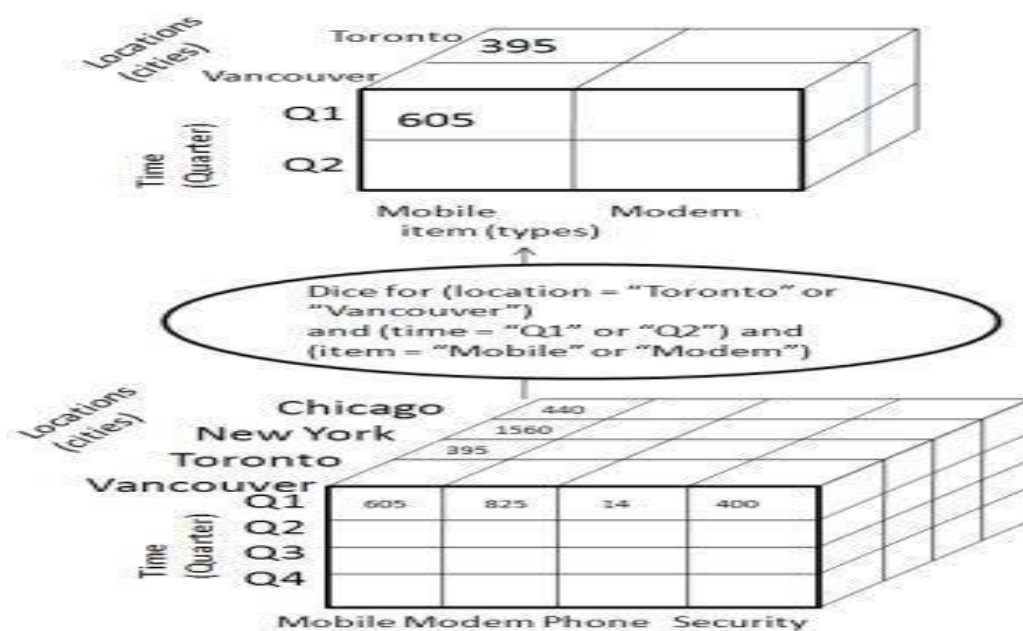 Locations
(cities)
Toronto
395
Vancouver
Q1
605
Time
(Quarter)
Q2
Mobile
Modem
item (types)
Dice for (location = “Toronto” or
“Vancouver”)
and (time = “Q1” or “Q2”) and
(item = “Mobile” or “Modem”)
Locations
(cities)
Chicago
440
New York
1560
Toronto
395
Vancouver
Q1
605
825
14
400
Q2
Time
(Quarter)
Q3
Q4
Mobile Modem Phone Security